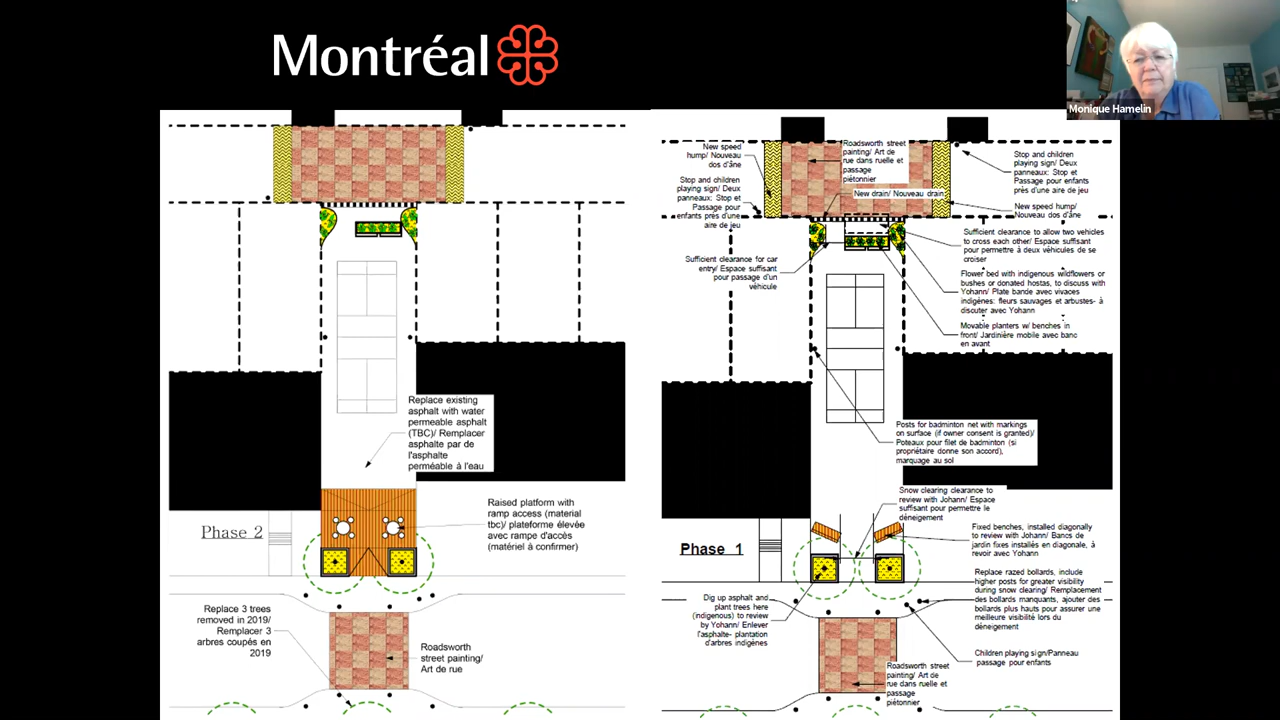 Montréal
Monique Hamelin
Replace existing
asphalt with water
permeable asphalt
(TBC)/ Remplacer
asphalte par de
l'asphalte
perméable à l'eau
Raised platform with
ramp access (material
tbc)/ plateforme élevée
avec rampe d'accès
(matériel à confirmer)
Phase 2
Replace 3 trees
removed in 2019/
Remplacer 3
arbres coupés en
2019
Roadsworth
street painting/
Art de rue
New speed
hump/ Nouveau
dos d'âne
Stop and children
playing sign/ Deux
panneaux: Stop et
Passage pour
enfants près d'une
aire de jeu
Roadsworth street
painting/ Art de
rue dans ruelle et
passage
piétonnier
New drain/ Nouveau drain
Stop and children
playing sign/ Deux
panneaux: Stop et
Passage pour enfants
près d'une aire de jeu
New speed hump/
Nouveau dos d'âne
Sufficient clearance for car
entry/ Espace suffisant
pour passage d'un
véhicule
Sufficient clearance to allow two vehicles
to cross each other/ Espace suffisant
pour permettre à deux véhicules de se
croiser
Flower bed with indigenous wildflowers or
bushes or donated hostas, to discuss with
Yohann/ Plate bande avec vivaces
indigènes: fleurs sauvages et arbustes- à
discuter avec Yohann
Movable planters w/ benches in
front/ Jardinière mobile avec banc
en avant
Posts for badminton net with markings
on surface (if owner consent is granted)/
Poteaux pour filet de badminton (si
propriétaire donne son accord),
marquage au sol
Snow clearing clearance to
review with Johann/ Espace
suffisant pour permettre le
déneigement
Phase 1
Fixed benches, installed diagonally
to review with Johann/ Bancs de
jardin fixes installés en diagonale, à
revoir avec Yohann
Replace razed bollards, include
higher posts for greater visibility
during snow clearing/ Remplacement
des bollards manquants, ajouter des
bollards plus hauts pour assurer une
meilleure visibilité lors du
déneigement
Dig up asphalt and
plant trees here
(indigenous) to review
by Yohann/ Enlever
l'asphalte- plantation
d'arbres indigènes
Children playing sign/Panneau
passage pour enfants
Roadsworth street
painting/ Art de
rue dans ruelle et
passage
piétonnier